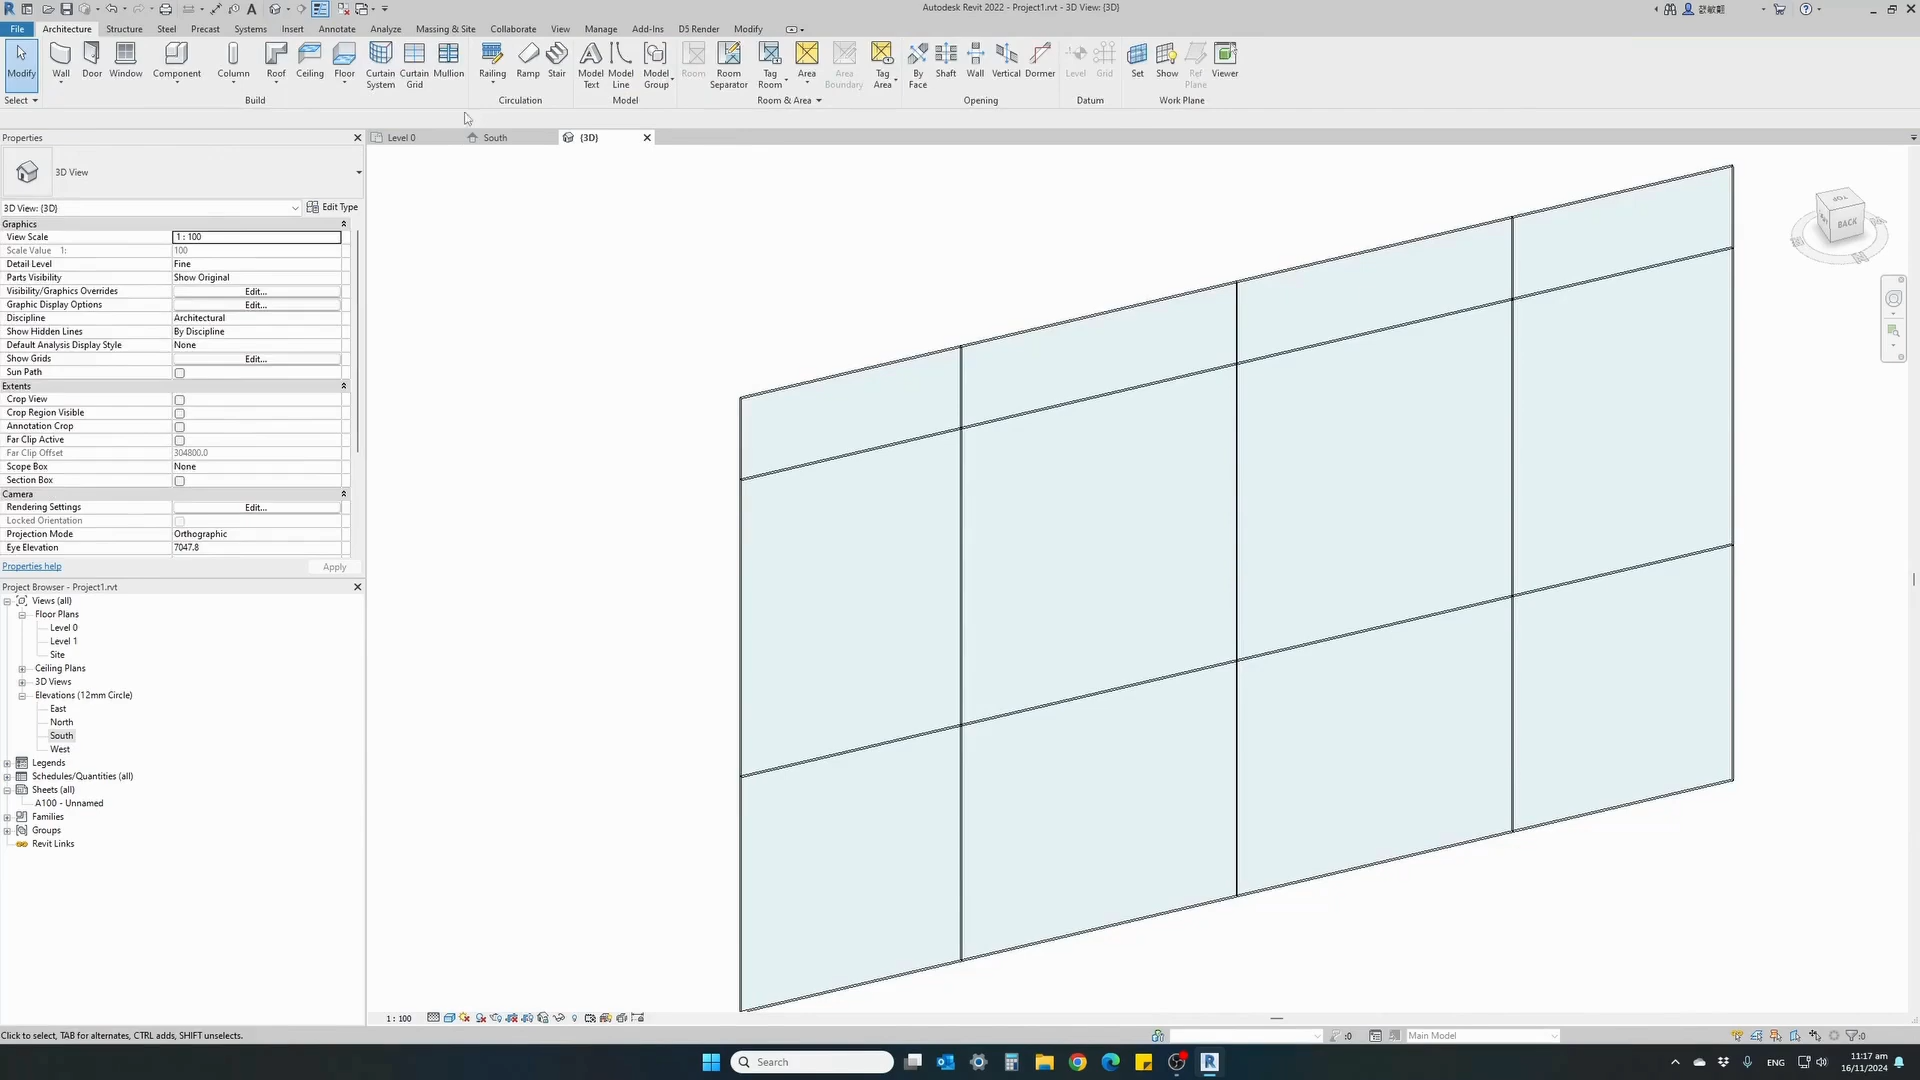 Autodesk Revit 2022 - Project1.rvt - 3D View: {3D}
File Architecture Structure Steel Precast Systems Insert Annotate Analyze Massing & Site Collaborate View Manage Add-Ins D5 Render Modify
Modify Wall Door Window Component Column Roof Ceiling Floor Curtain System Curtain Grid Mullion Railing Ramp Stair Model Text Model Line Model Group Room Room Separator Tag Room Area Area Boundary Tag Area By Face Shaft Wall Vertical Dormer Level Grid Set Show Ref Plane Viewer
Select Build Circulation Model Room & Area Opening Datum Work Plane
Properties
Level 0 South {3D}
3D View
3D View: {3D} Edit Type
Graphics
View Scale 1 : 100
Scale Value 1: 100
Detail Level Fine
Parts Visibility Show Original
Visibility/Graphics Overrides Edit...
Graphic Display Options Edit...
Discipline Architectural
Show Hidden Lines By Discipline
Default Analysis Display Style None
Show Grids Edit...
Sun Path
Extents
Crop View
Crop Region Visible
Annotation Crop
Far Clip Active
Far Clip Offset 304800.0
Scope Box None
Section Box
Camera
Rendering Settings Edit...
Locked Orientation
Projection Mode Orthographic
Eye Elevation 7047.8
Properties help Apply
Project Browser - Project1.rvt
Views (all)
Floor Plans
Level 0
Level 1
Site
Ceiling Plans
3D Views
Elevations (12mm Circle)
East
North
South
West
Legends
Schedules/Quantities (all)
Sheets (all)
A100 - Unnamed
Families
Groups
Revit Links
TOP
BACK
1 : 100
Click to select, TAB for alternates, CTRL adds, SHIFT unselects.
:0
Main Model
:0
Search
ENG
11:17 am
16/11/2024